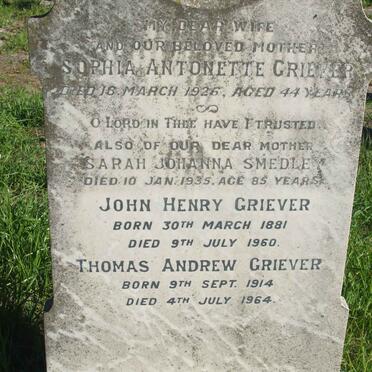 MY DEAR WIFE
AND OUR BELOVED MOTHER
SOPHIA ANTONETTE GRIEVER
DIED 16 MARCH 1926, AGED 44 YEARS
O LORD IN THEE HAVE I TRUSTED.
ALSO OF OUR DEAR MOTHER
SARAH JOHANNA SMEDLEY
DIED 10 JAN. 1935. AGE 85 YEARS
JOHN HENRY GRIEVER
BORN 30TH MARCH 1881
DIED 9TH JULY 1960.
THOMAS ANDREW GRIEVER
BORN 9TH SEPT. 1914
DIED 4TH JULY 1964.